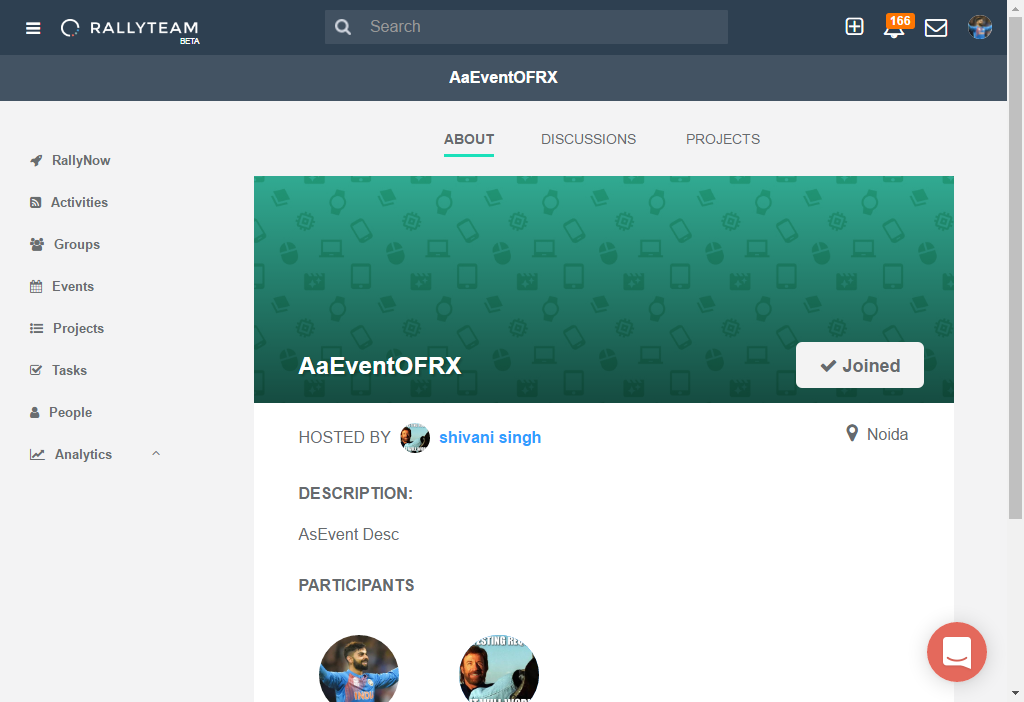 RALLYTEAM
BETA
Search
166
AaEventOFRX
ABOUT
DISCUSSIONS
PROJECTS
RallyNow
Activities
Groups
Events
Projects
Tasks
People
Analytics
AaEventOFRX
Joined
HOSTED BY shivani singh
Noida
DESCRIPTION:
AsEvent Desc
PARTICIPANTS